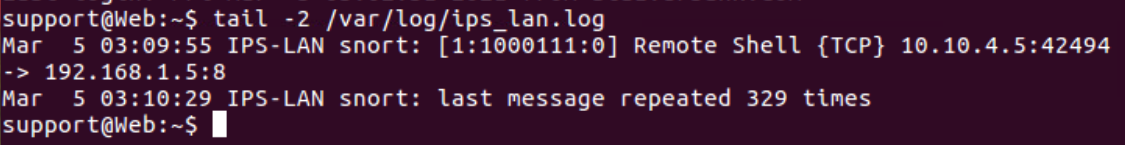 support@Web:~$ tail -2 /var/log/ips_lan.log
Mar  5 03:09:55 IPS-LAN snort: [1:1000111:0] Remote Shell {TCP} 10.10.4.5:42494
-> 192.168.1.5:8
Mar  5 03:10:29 IPS-LAN snort: last message repeated 329 times
support@Web:~$